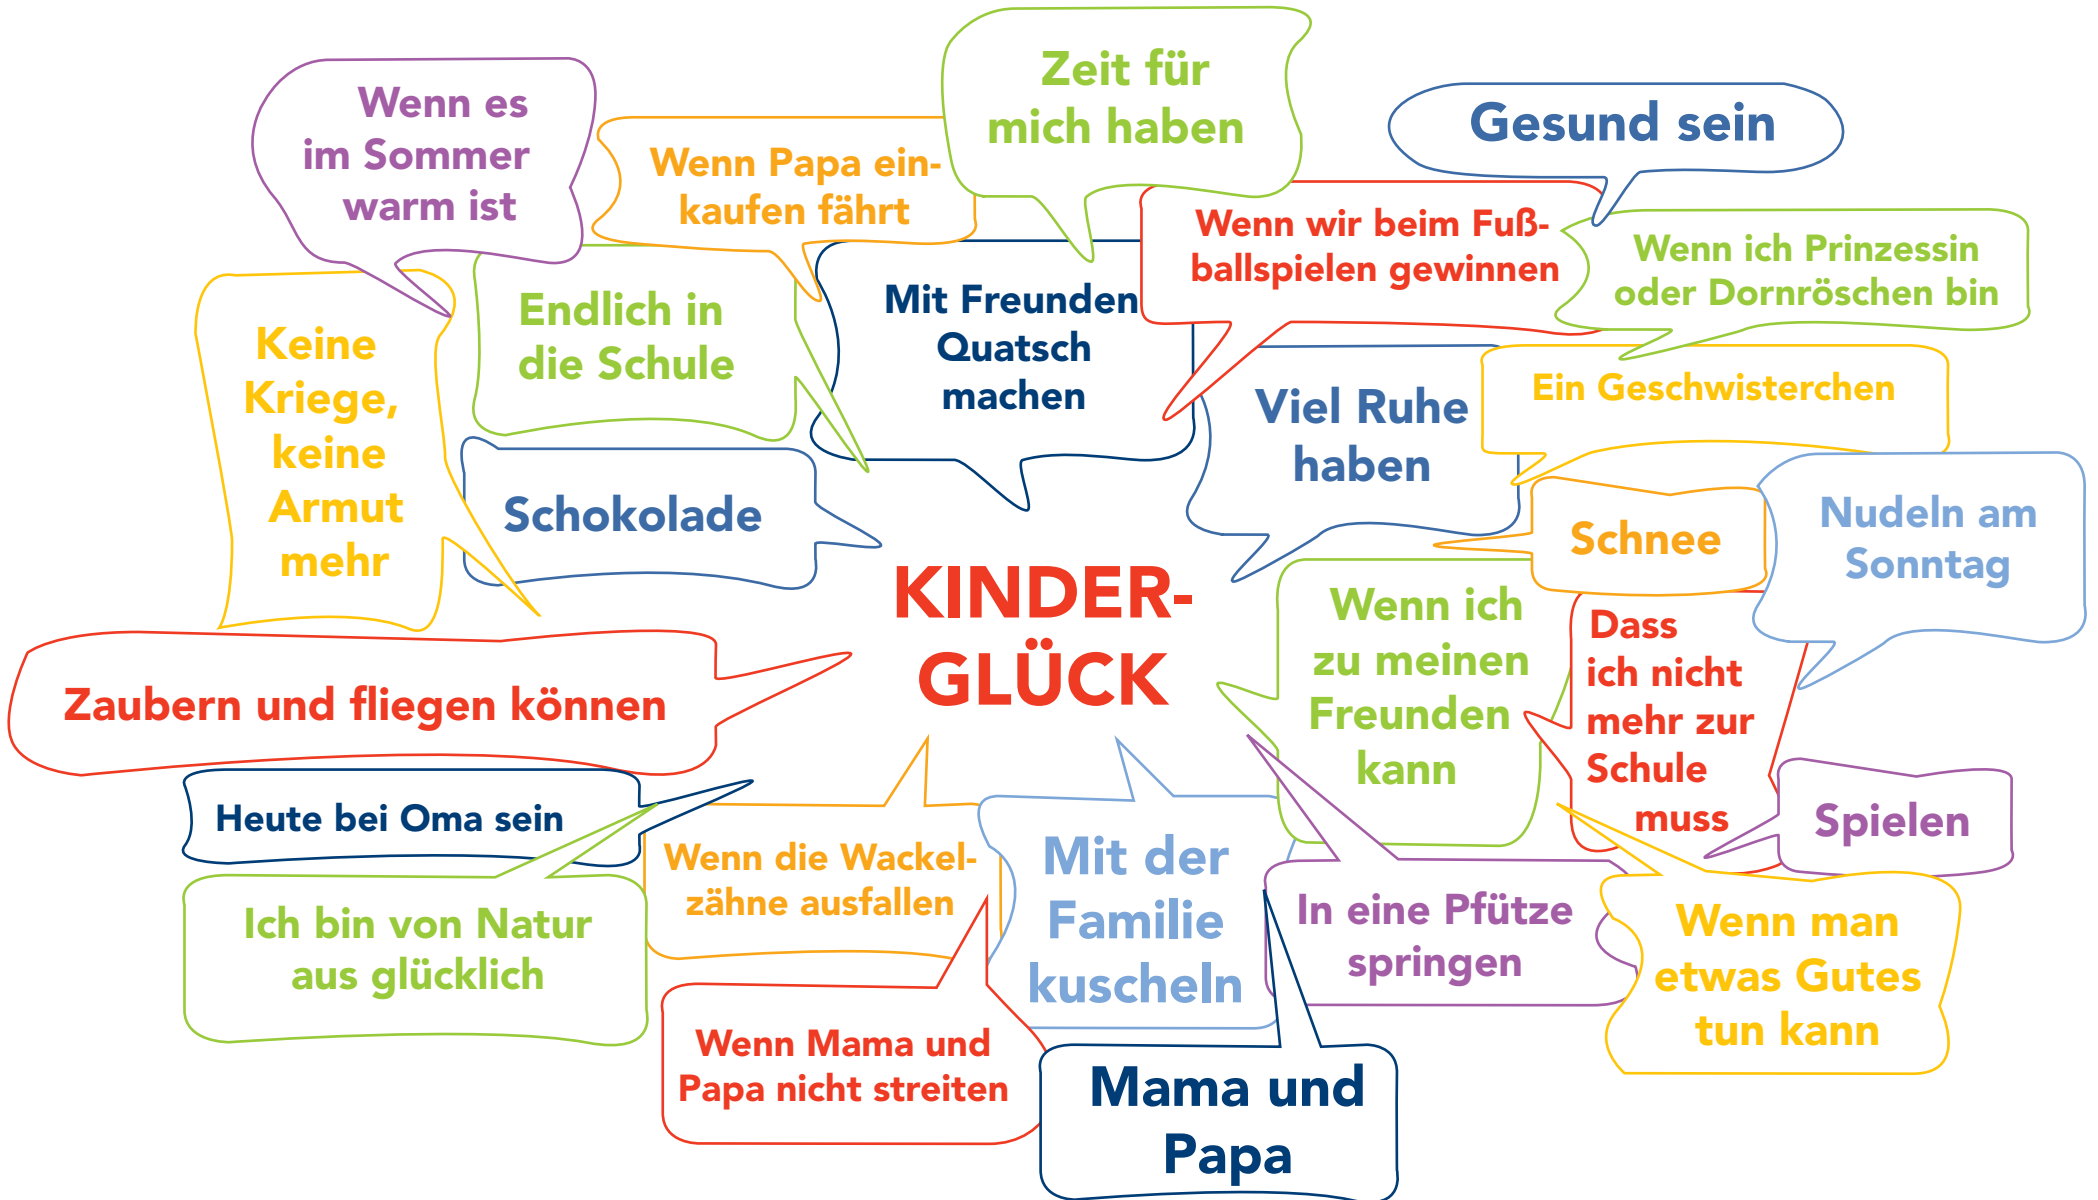 Zeit für
mich haben
Wenn es
im Sommer
warm ist
Gesund sein
Wenn Papa ein-
kaufen fährt
Wenn wir beim Fuß-
ballspielen gewinnen
Wenn ich Prinzessin
oder Dornröschen bin
Keine
Kriege,
keine
Armut
mehr
Endlich in
die Schule
Mit Freunden
Quatsch
machen
Viel Ruhe
haben
Ein Geschwisterchen
Schokolade
Schnee
Nudeln am
Sonntag
KINDER-
GLÜCK
Wenn ich
zu meinen
Freunden
kann
Dass
ich nicht
mehr zur
Schule
muss
Zaubern und fliegen können
Heute bei Oma sein
Wenn die Wackel-
zähne ausfallen
Mit der
Familie
kuscheln
Spielen
Ich bin von Natur
aus glücklich
In eine Pfütze
springen
Wenn man
etwas Gutes
tun kann
Wenn Mama und
Papa nicht streiten
Mama und
Papa